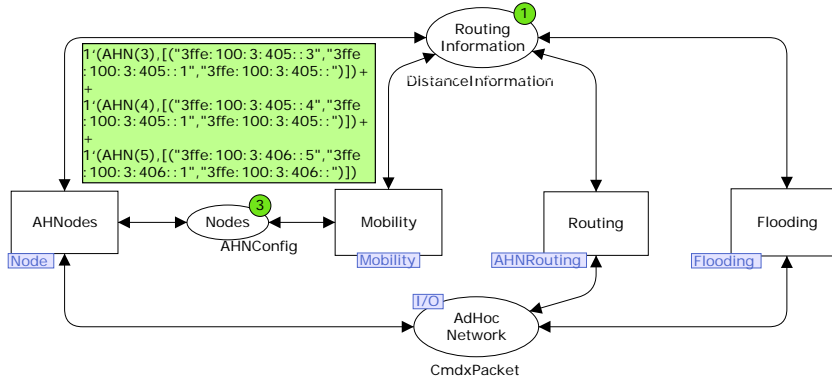 1
Routing
Information
DistanceInformation
1`(AHN(3),[("3ffe:100:3:405::3","3ffe
:100:3:405::1","3ffe:100:3:405::")])+
+
1`(AHN(4),[("3ffe:100:3:405::4","3ffe
:100:3:405::1","3ffe:100:3:405::")])+
+
1`(AHN(5),[("3ffe:100:3:406::5","3ffe
:100:3:406::1","3ffe:100:3:406::")])
AHNodes
Node
Nodes
3
AHNConfig
Mobility
Mobility
Routing
AHNRouting
Flooding
Flooding
I/O
AdHoc
Network
CmdxPacket